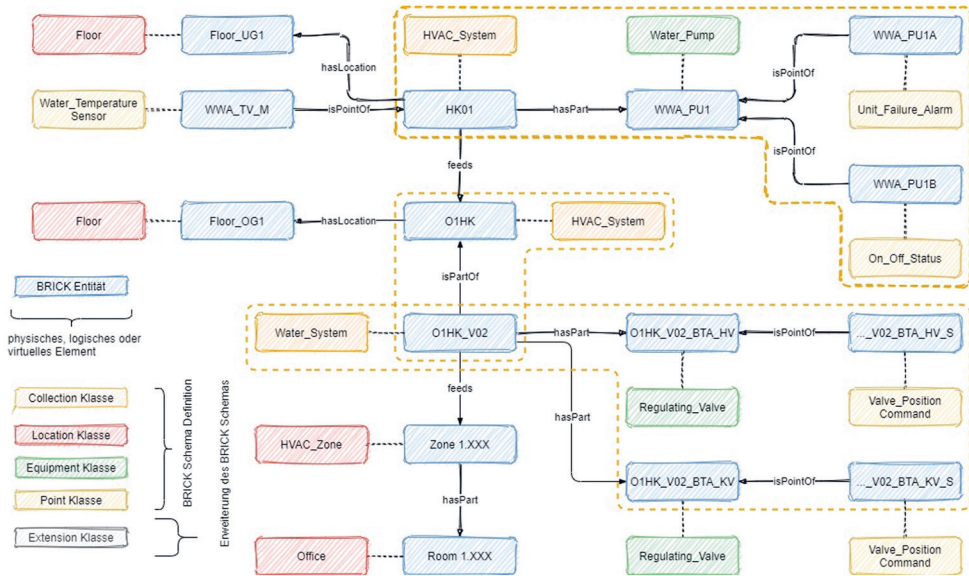 Floor
Floor_UG1
HVAC_System
Water_Pump
WWA_PU1A
hasLocation
isPointOf
Water_Temperature
Sensor
WWA_TV_M
isPointOf
HK01
hasPart
WWA_PU1
Unit_Failure_Alarm
isPointOf
feeds
WWA_PU1B
Floor
Floor_OG1
hasLocation
O1HK
HVAC_System
On_Off_Status
isPartOf
BRICK Entität
physisches, logisches oder
virtuelles Element
Water_System
O1HK_V02
hasPart
O1HK_V02_BTA_HV
isPointOf
..._V02_BTA_HV_S
feeds
hasPart
Regulating_Valve
Valve_Position
Command
Collection Klasse
Location Klasse
Equipment Klasse
Point Klasse
BRICK Schema Definition
Extension Klasse
Erweiterung des BRICK Schemas
HVAC_Zone
Zone 1.XXX
hasPart
O1HK_V02_BTA_KV
isPointOf
..._V02_BTA_KV_S
Office
Room 1.XXX
Regulating_Valve
Valve_Position
Command